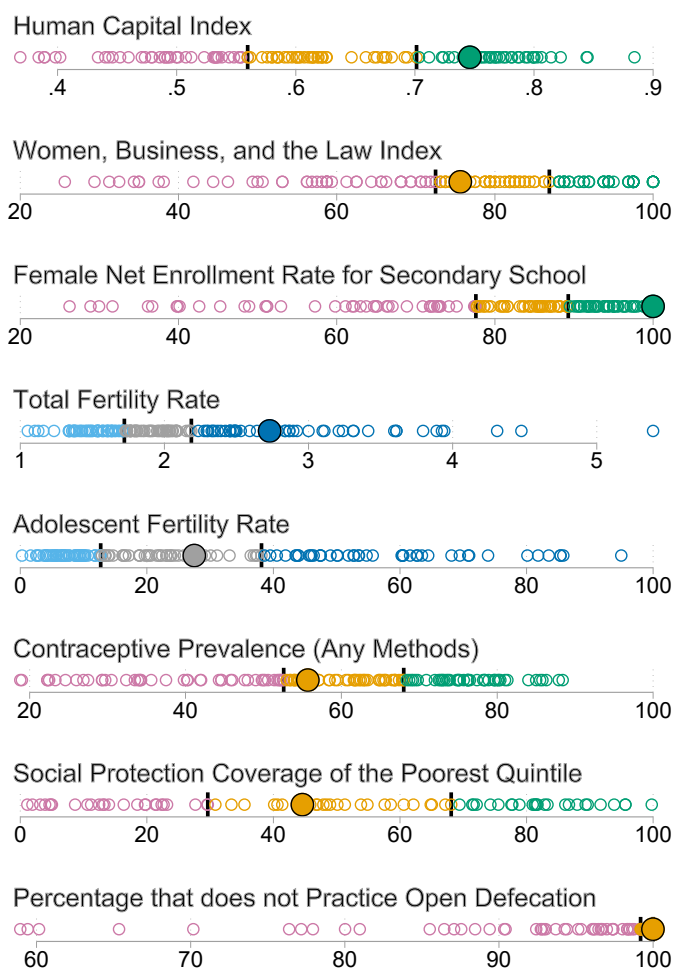 Human Capital Index
.4 .5 .6 .7 .8 .9
Women, Business, and the Law Index
20 40 60 80 100
Female Net Enrollment Rate for Secondary School
20 40 60 80 100
Total Fertility Rate
1 2 3 4 5
Adolescent Fertility Rate
0 20 40 60 80 100
Contraceptive Prevalence (Any Methods)
20 40 60 80 100
Social Protection Coverage of the Poorest Quintile
0 20 40 60 80 100
Percentage that does not Practice Open Defecation
60 70 80 90 100